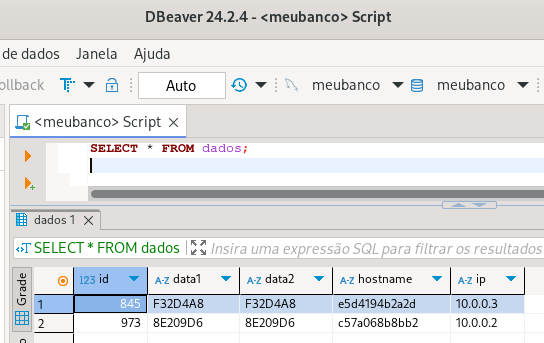 DBeaver 24.2.4 - <meubanco> Script
de dados Janela Ajuda
ollback Auto meubanco meubanco
<meubanco> Script
SELECT * FROM dados;
dados 1
SELECT * FROM dados Insira uma expressão SQL para filtrar os resultados
Grade
123 id A-Z data1 A-Z data2 A-Z hostname A-Z ip
1 845 F32D4A8 F32D4A8 e5d4194b2a2d 10.0.0.3
2 973 8E209D6 8E209D6 c57a068b8bb2 10.0.0.2